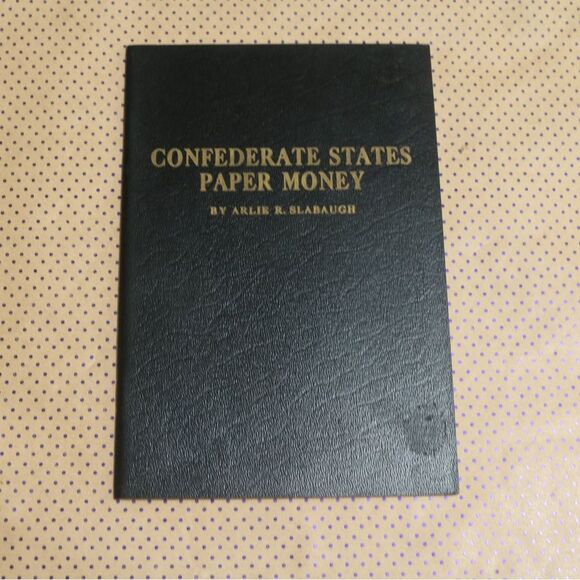 CONFEDERATE STATES
PAPER MONEY
BY ARLIE R. SLABAUGH